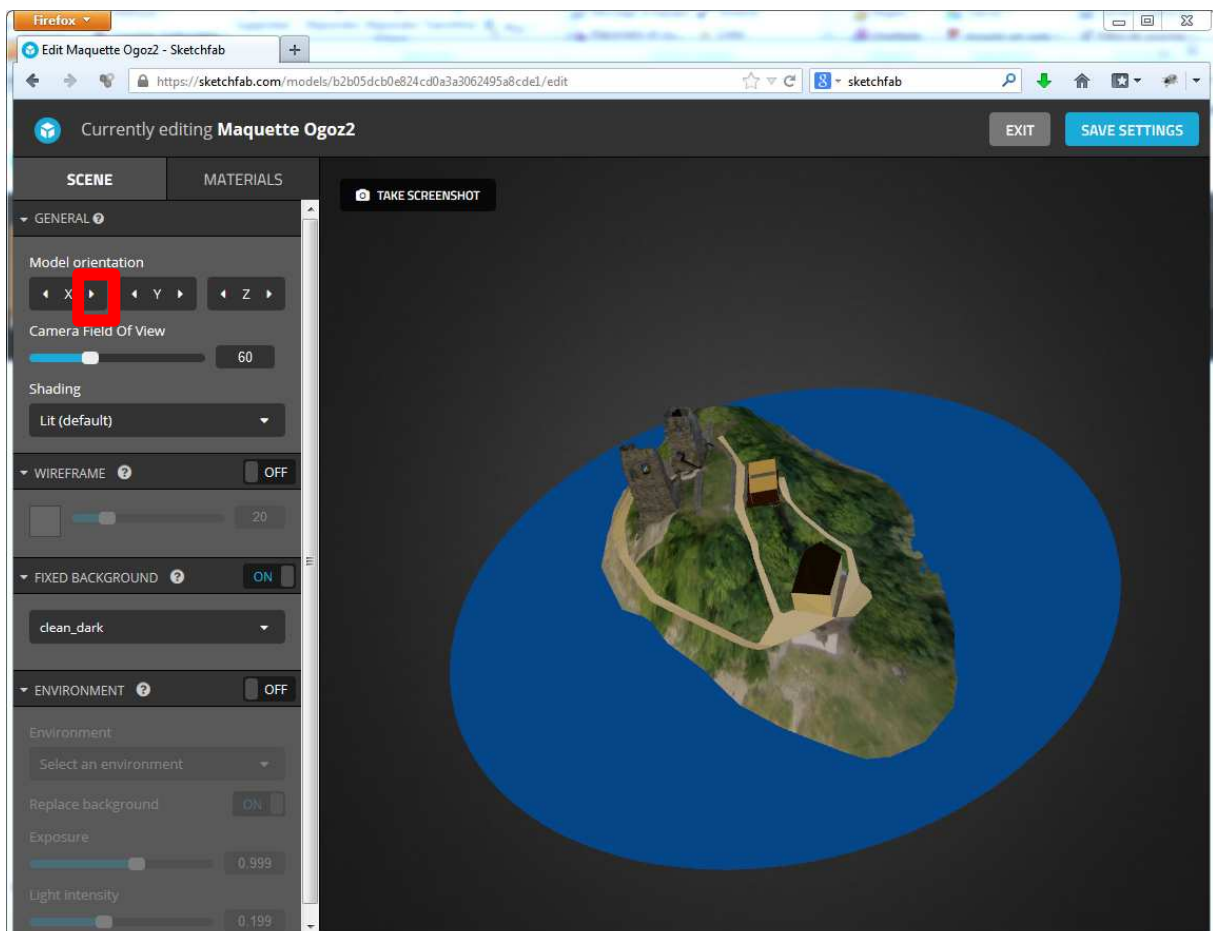 Firefox
Edit Maquette Ogoz2 - Sketchfab
https://sketchfab.com/models/b2b05dcb0e824cd0a3a3062495a8cde1/edit
sketchfab
Currently editing Maquette Ogoz2
EXIT
SAVE SETTINGS
SCENE
MATERIALS
TAKE SCREENSHOT
GENERAL ?
Model orientation
X Y Z
Camera Field Of View
60
Shading
Lit (default)
WIREFRAME ? OFF
20
FIXED BACKGROUND ? ON
clean_dark
ENVIRONMENT ? OFF
Environment
Select an environment
Replace background ON
Exposure
0.999
Light intensity
0.199